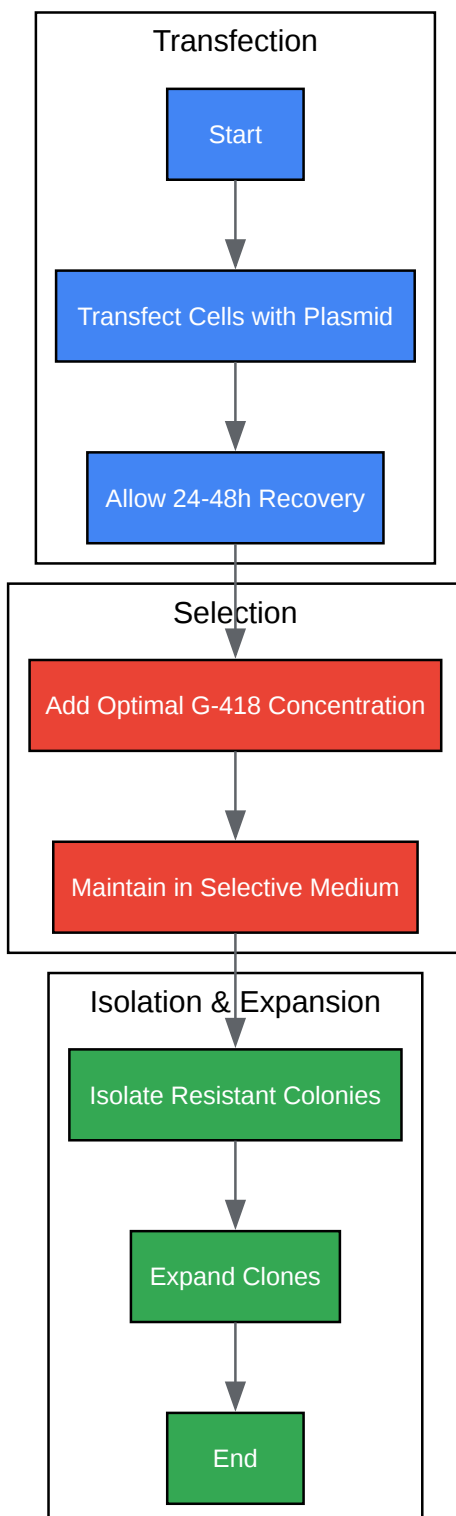 Transfection
Start
Transfect Cells with Plasmid
Allow 24-48h Recovery
Selection
Add Optimal G-418 Concentration
Maintain in Selective Medium
Isolation & Expansion
Isolate Resistant Colonies
Expand Clones
End